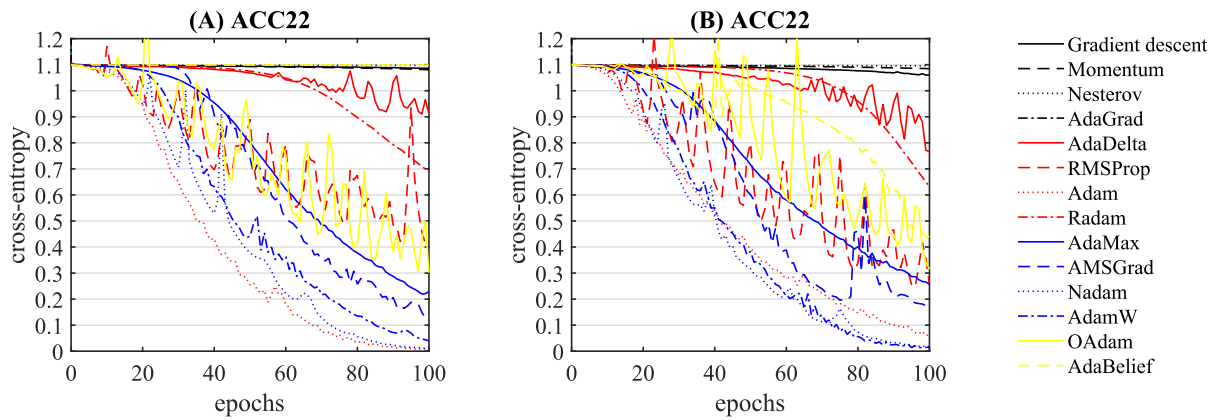 (A) ACC22
1.2
1.1
1
0.9
0.8
0.7
0.6
0.5
0.4
0.3
0.2
0.1
0
cross-entropy
0 20 40 60 80 100
epochs
(B) ACC22
1.2
1.1
1
0.9
0.8
0.7
0.6
0.5
0.4
0.3
0.2
0.1
0
cross-entropy
0 20 40 60 80 100
epochs
Gradient descent
Momentum
Nesterov
AdaGrad
AdaDelta
RMSProp
Adam
Radam
AdaMax
AMSGrad
Nadam
AdamW
OAdam
AdaBelief